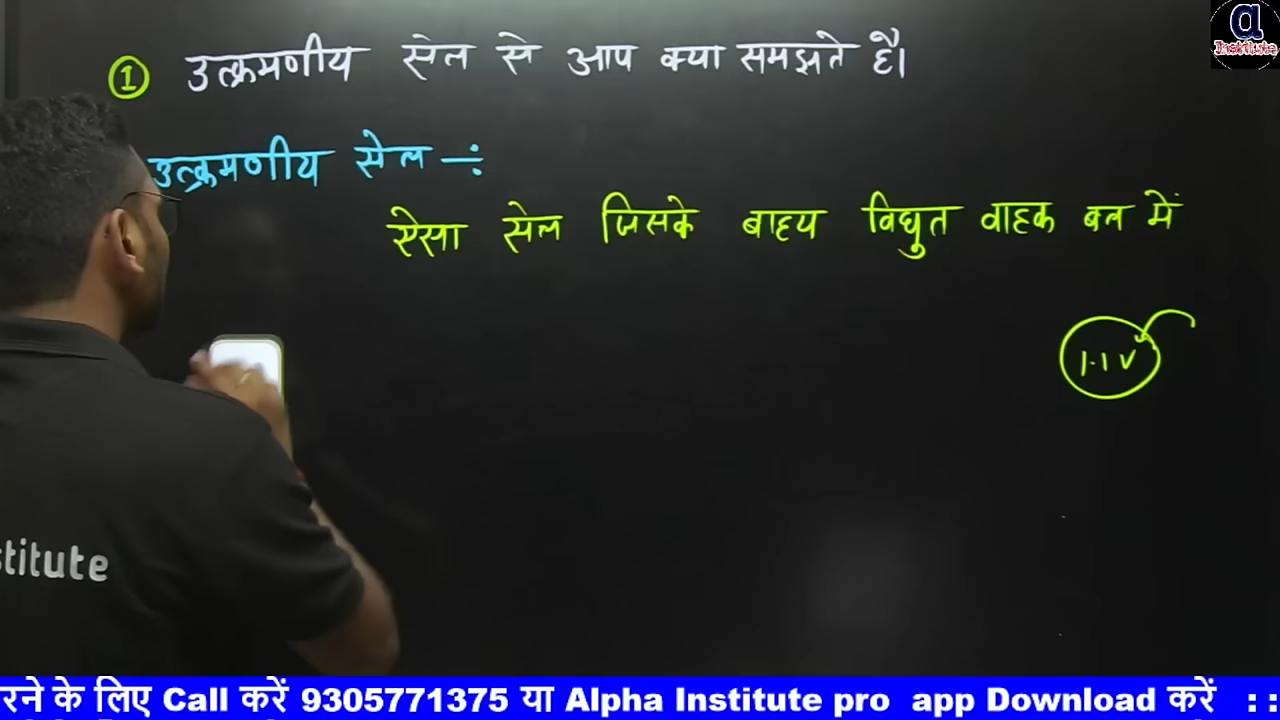 a
Institute
① उत्क्रमणीय सेल से आप क्या समझते है।
उत्क्रमणीय सेल –:
ऐसा सेल जिसके बाह्य विद्युत वाहक बल में
1.1 V
stitute
रने के लिए Call करें 9305771375 या Alpha Institute pro app Download करें : :